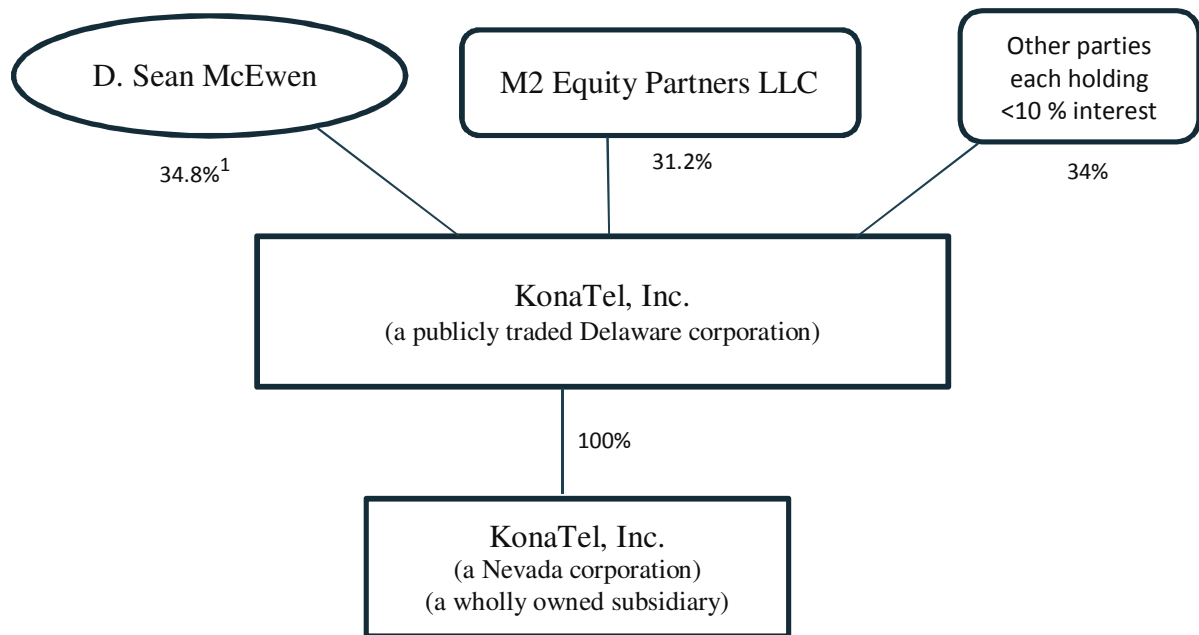 D. Sean McEwen
M2 Equity Partners LLC
Other parties
each holding
<10 % interest
34.8%1
31.2%
34%
KonaTel, Inc.
(a publicly traded Delaware corporation)
100%
KonaTel, Inc.
(a Nevada corporation)
(a wholly owned subsidiary)